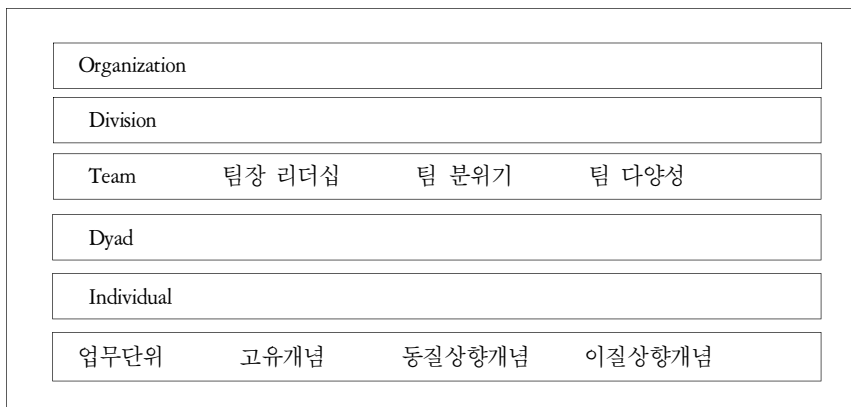 Organization
Division
Team 팀장 리더십 팀 분위기 팀 다양성
Dyad
Individual
업무단위 고유개념 동질상향개념 이질상향개념